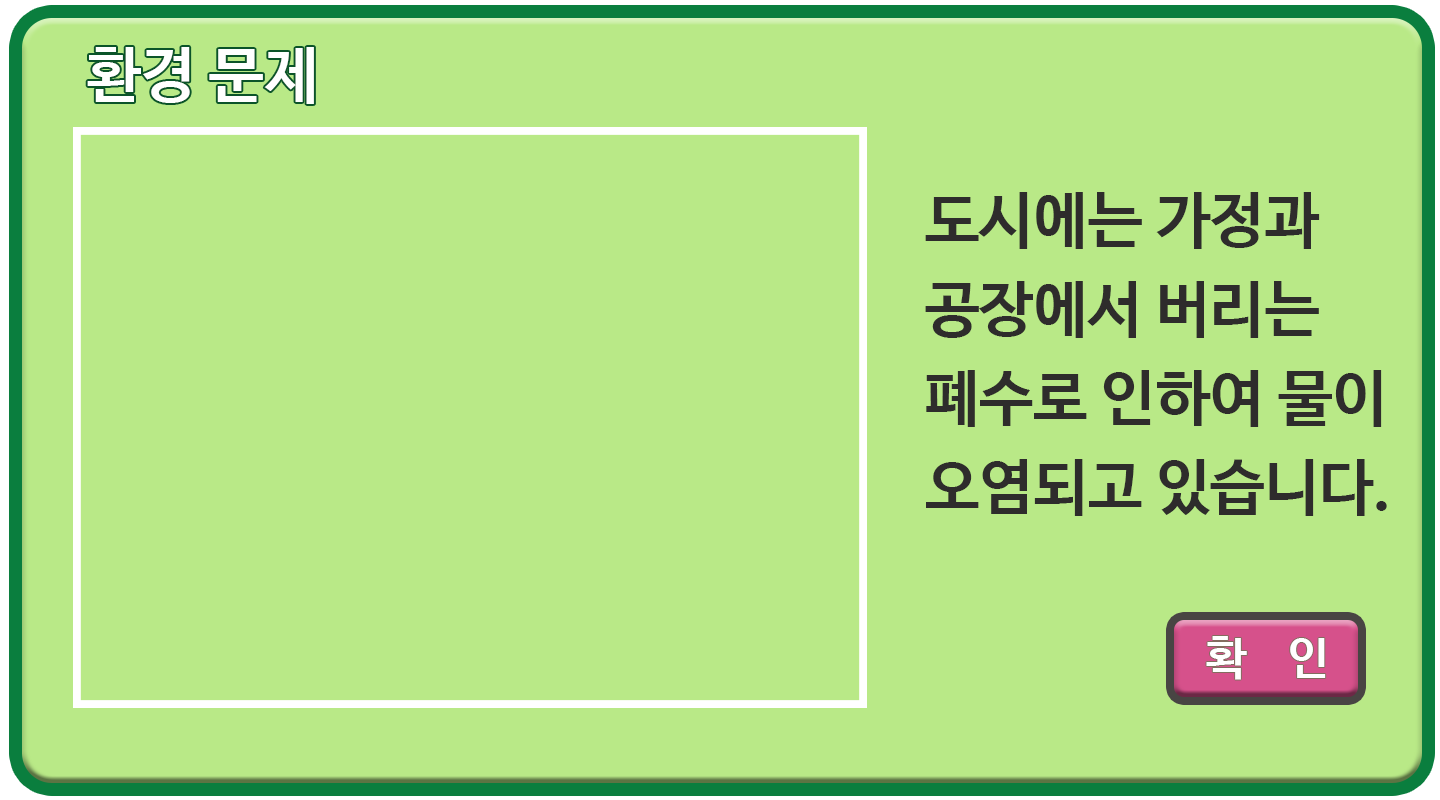 환경 문제
도시에는 가정과
공장에서 버리는
폐수로 인하여 물이
오염되고 있습니다.
확 인